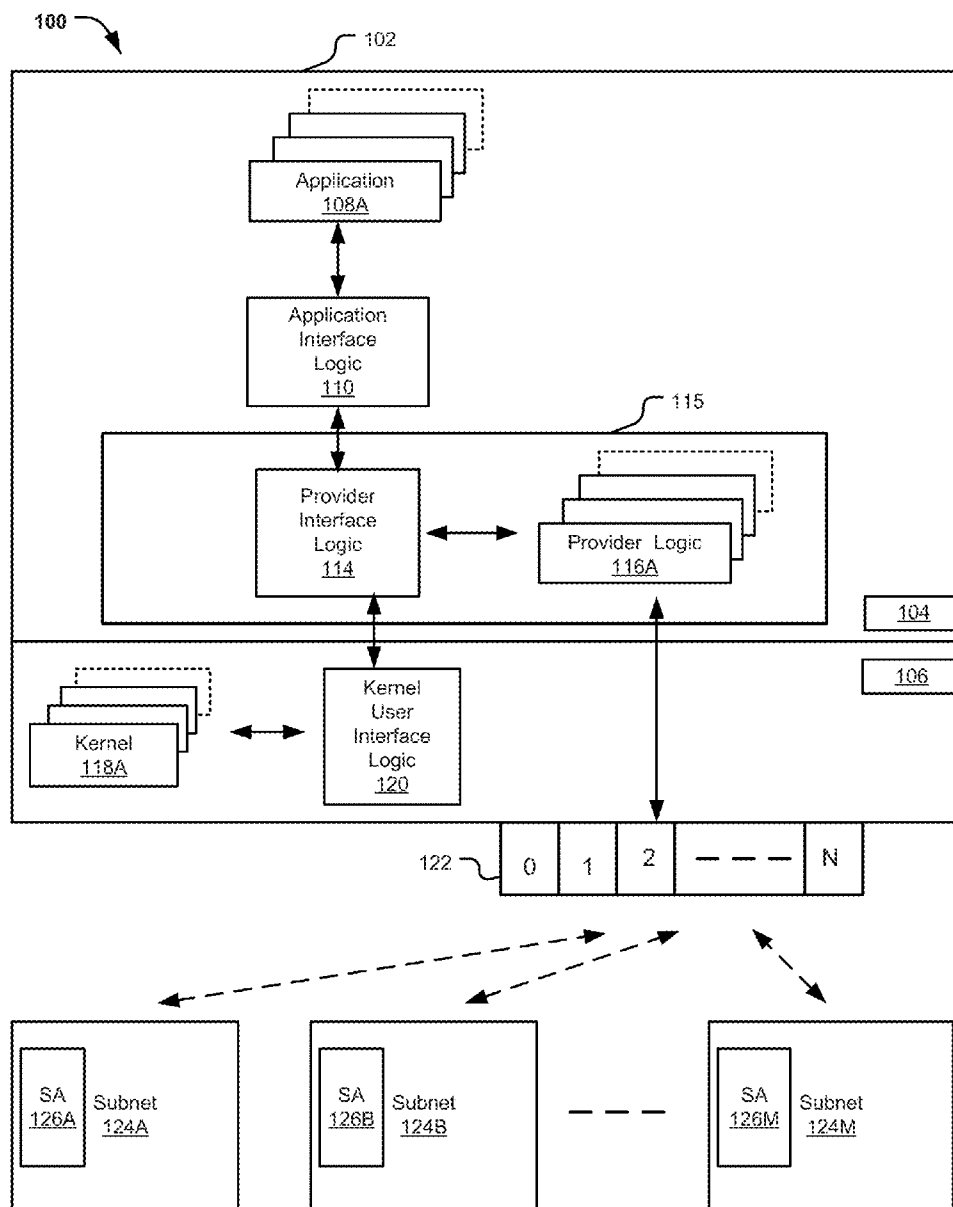 100
102
Application
108A
Application
Interface
Logic
110
115
Provider
Interface
Logic
114
Provider Logic
116A
104
106
Kernel
118A
Kernel
User
Interface
Logic
120
122
0
1
2
N
SA
126A
Subnet
124A
SA
126B
Subnet
124B
SA
126M
Subnet
124M